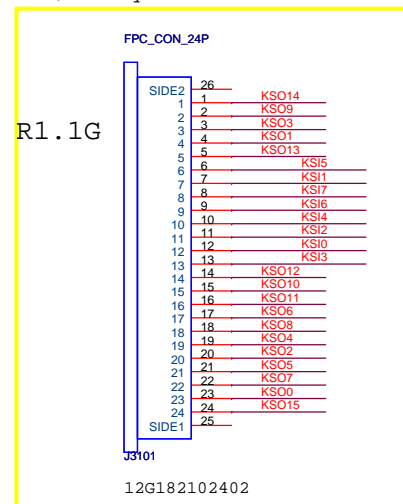 FPC_CON_24P
R1.1G
SIDE2 26
1 1 KSO14
2 2 KSO9
3 3 KSO3
4 4 KSO1
5 5 KSO13
6 6 KSI5
7 7 KSI1
8 8 KSI7
9 9 KSI6
10 10 KSI4
11 11 KSI2
12 12 KSI0
13 13 KSI3
14 14 KSO12
15 15 KSO10
16 16 KSO11
17 17 KSO6
18 18 KSO8
19 19 KSO4
20 20 KSO2
21 21 KSO5
22 22 KSO7
23 23 KSO0
24 24 KSO15
SIDE1 25
J3101
12G182102402